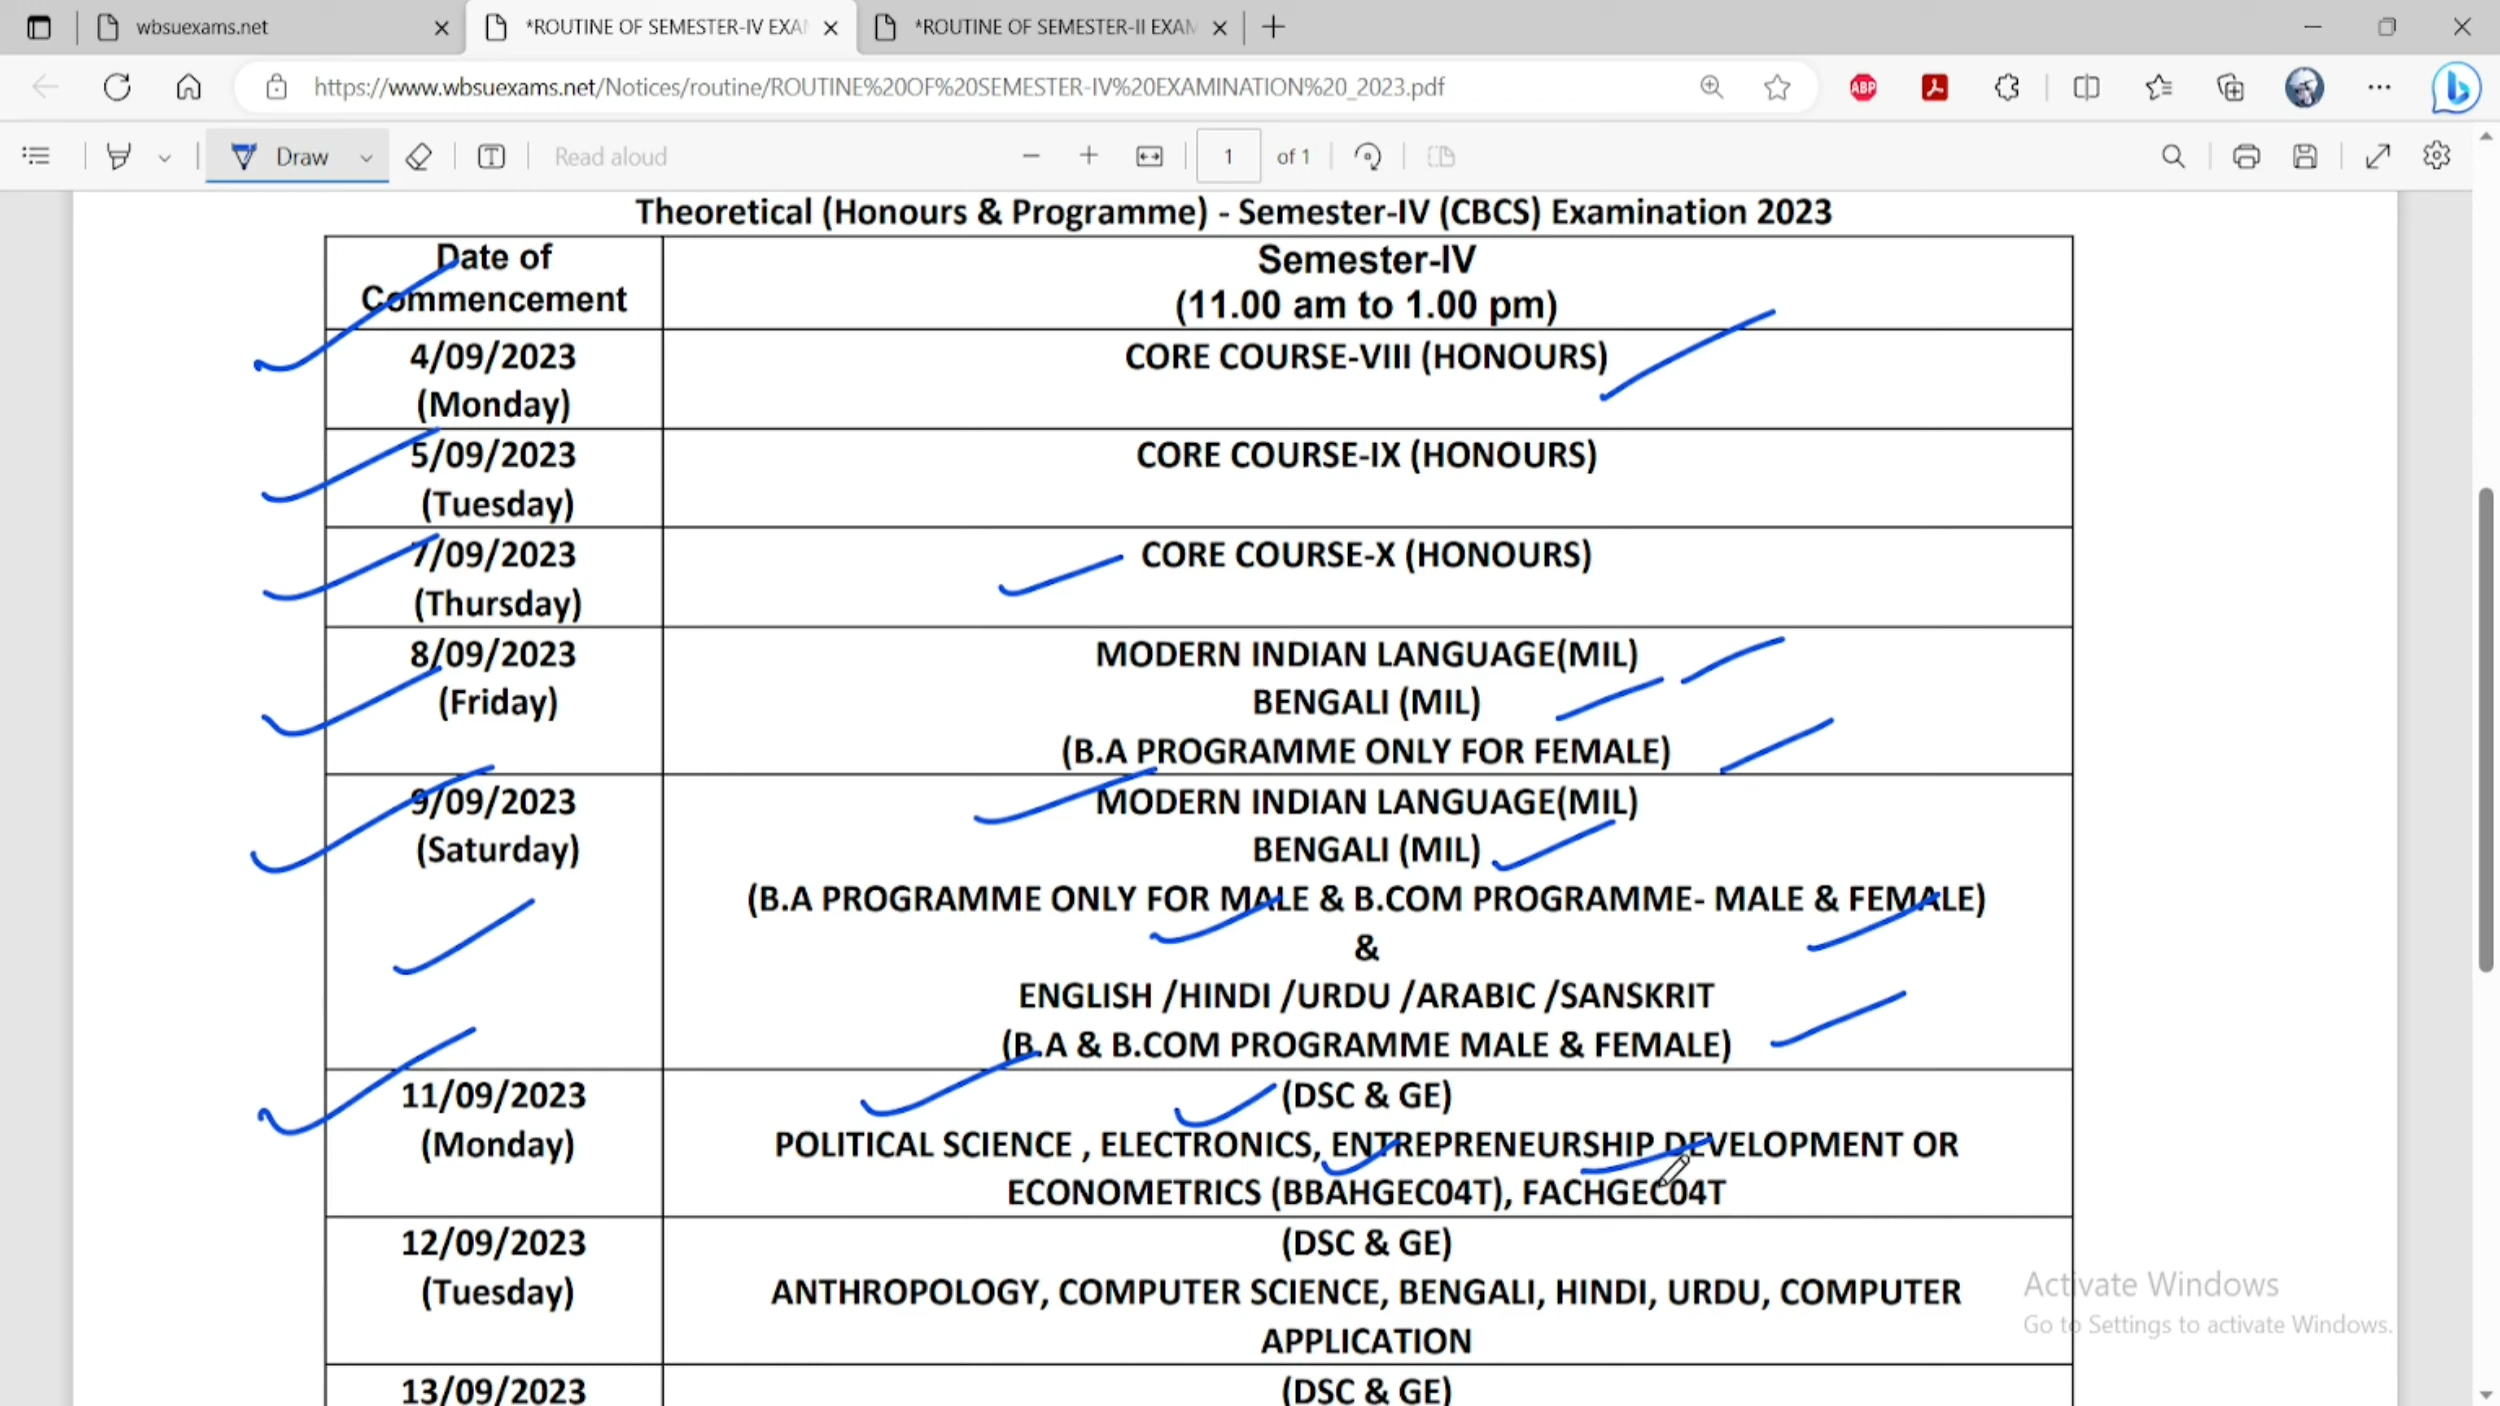 wbsuexams.net
*ROUTINE OF SEMESTER-IV EXA
*ROUTINE OF SEMESTER-II EXAM
https://www.wbsuexams.net/Notices/routine/ROUTINE%20OF%20SEMESTER-IV%20EXAMINATION%20_2023.pdf
ABP
Draw
Read aloud
1 of 1
Theoretical (Honours & Programme) - Semester-IV (CBCS) Examination 2023
Date of
Commencement
Semester-IV
(11.00 am to 1.00 pm)
4/09/2023
(Monday)
CORE COURSE-VIII (HONOURS)
5/09/2023
(Tuesday)
CORE COURSE-IX (HONOURS)
7/09/2023
(Thursday)
CORE COURSE-X (HONOURS)
8/09/2023
(Friday)
MODERN INDIAN LANGUAGE(MIL)
BENGALI (MIL)
(B.A PROGRAMME ONLY FOR FEMALE)
9/09/2023
(Saturday)
MODERN INDIAN LANGUAGE(MIL)
BENGALI (MIL)
(B.A PROGRAMME ONLY FOR MALE & B.COM PROGRAMME- MALE & FEMALE)
&
ENGLISH /HINDI /URDU /ARABIC /SANSKRIT
(B.A & B.COM PROGRAMME MALE & FEMALE)
11/09/2023
(Monday)
(DSC & GE)
POLITICAL SCIENCE , ELECTRONICS, ENTREPRENEURSHIP DEVELOPMENT OR
ECONOMETRICS (BBAHGEC04T), FACHGEC04T
12/09/2023
(Tuesday)
(DSC & GE)
ANTHROPOLOGY, COMPUTER SCIENCE, BENGALI, HINDI, URDU, COMPUTER
APPLICATION
13/09/2023
(DSC & GE)
Activate Windows
Go to Settings to activate Windows.